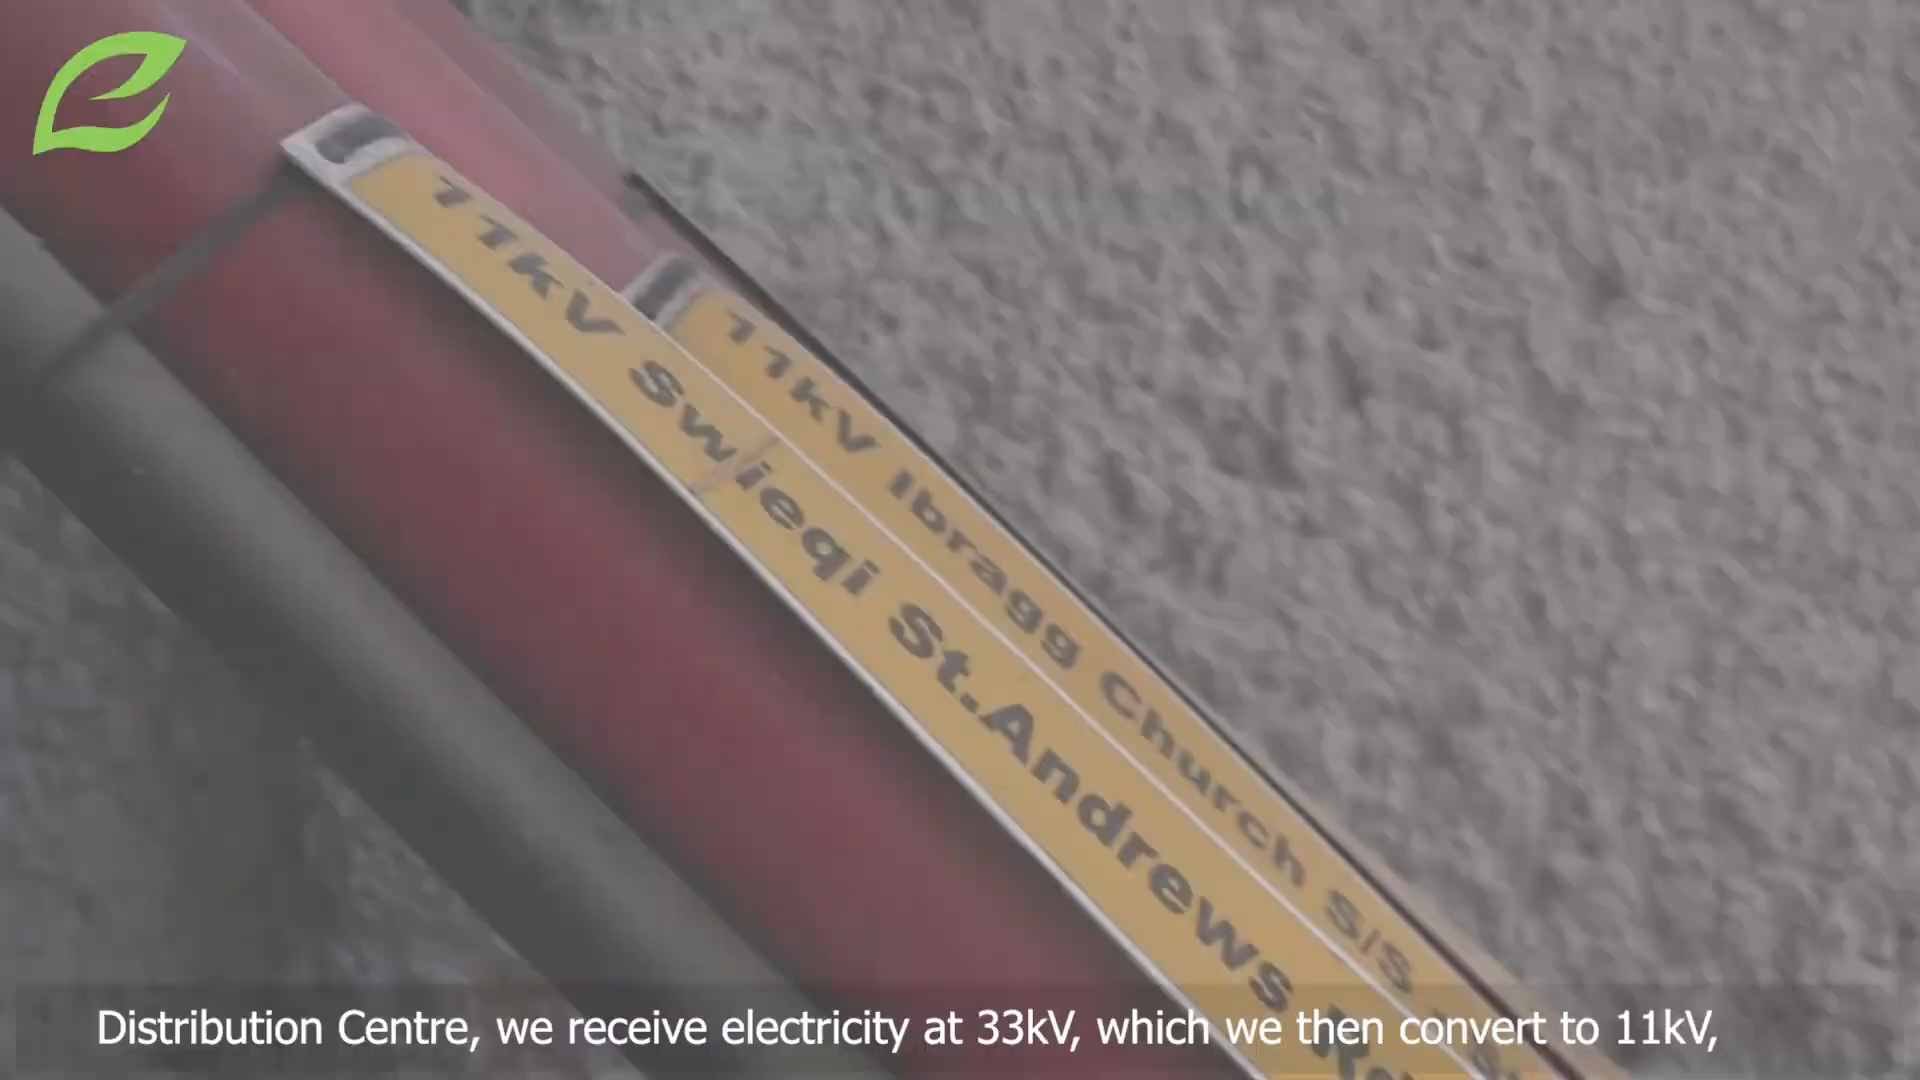 11kV Swieqi St.Andrews
11kV Ibragg Church S/S
Distribution Centre, we receive electricity at 33kV, which we then convert to 11kV,